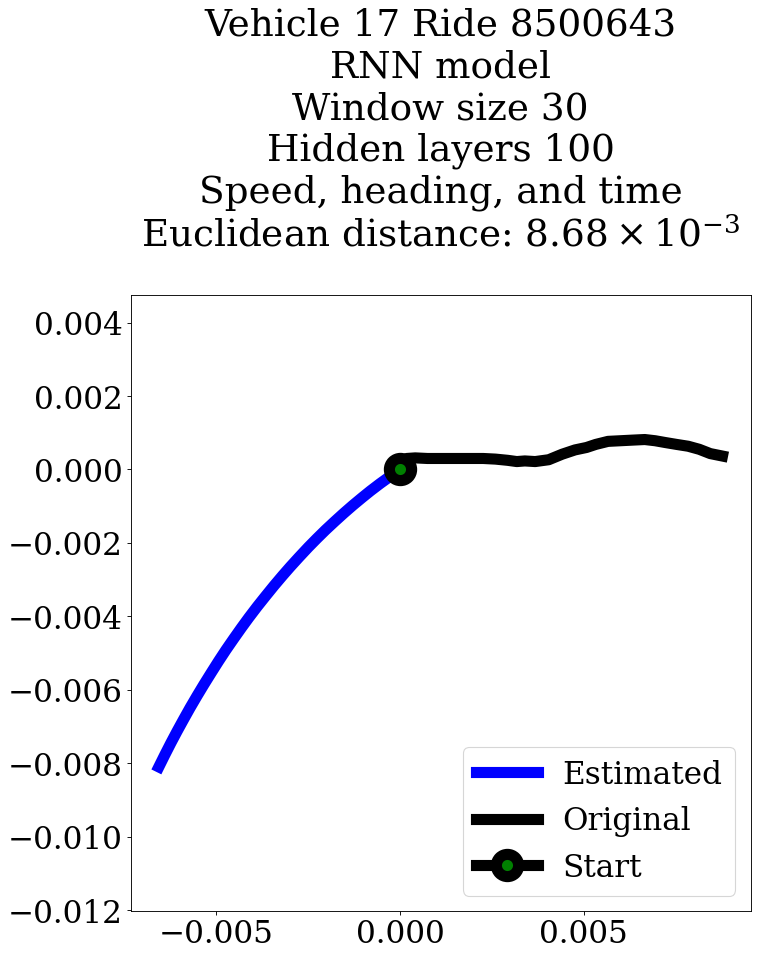 Vehicle 17 Ride 8500643
RNN model
Window size 30
Hidden layers 100
Speed, heading, and time
Euclidean distance: 8.68 × 10⁻³
0.004
0.002
0.000
−0.002
−0.004
−0.006
−0.008
−0.010
−0.012
−0.005 0.000 0.005
Estimated
Original
Start